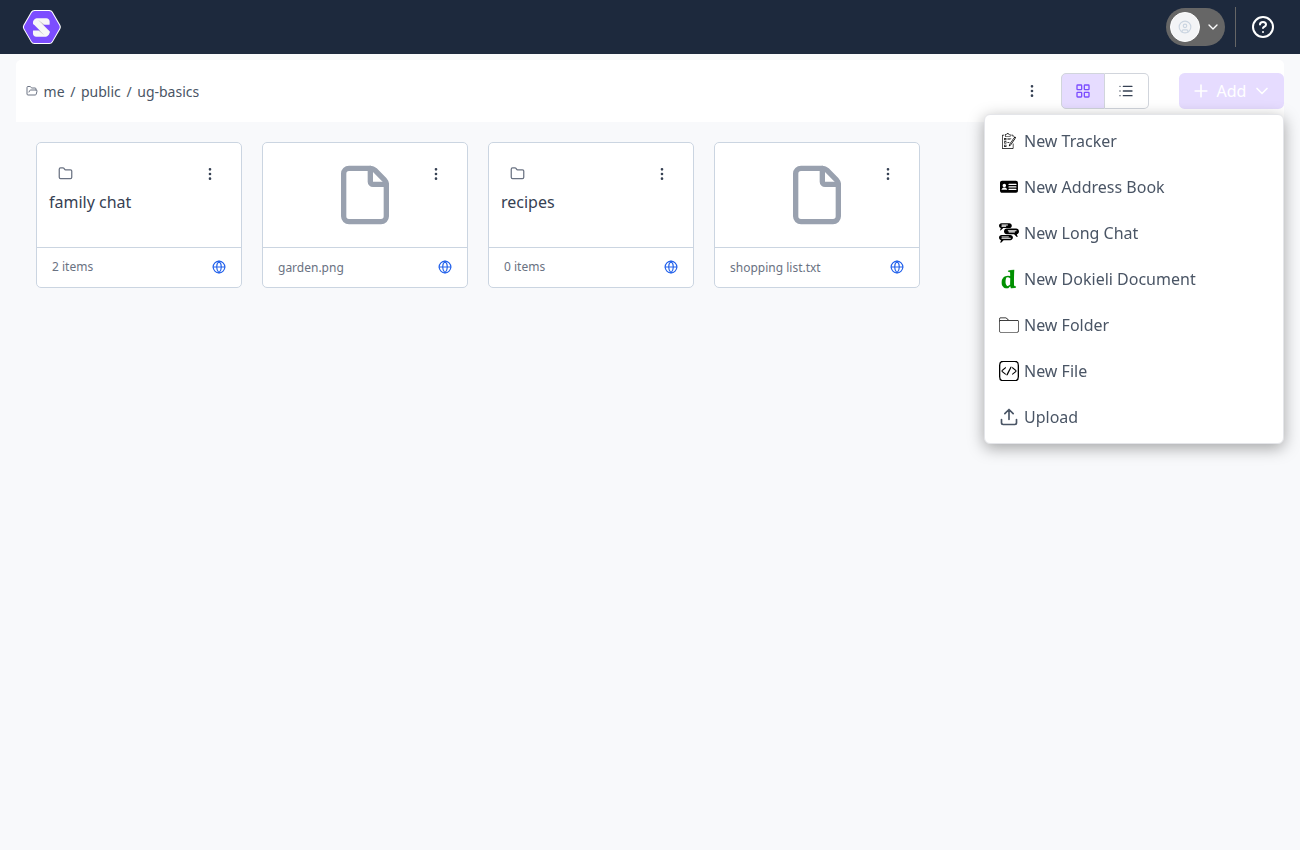 me / public / ug-basics
+ Add
New Tracker
New Address Book
New Long Chat
d New Dokieli Document
New Folder
New File
Upload
family chat
2 items
garden.png
recipes
0 items
shopping list.txt